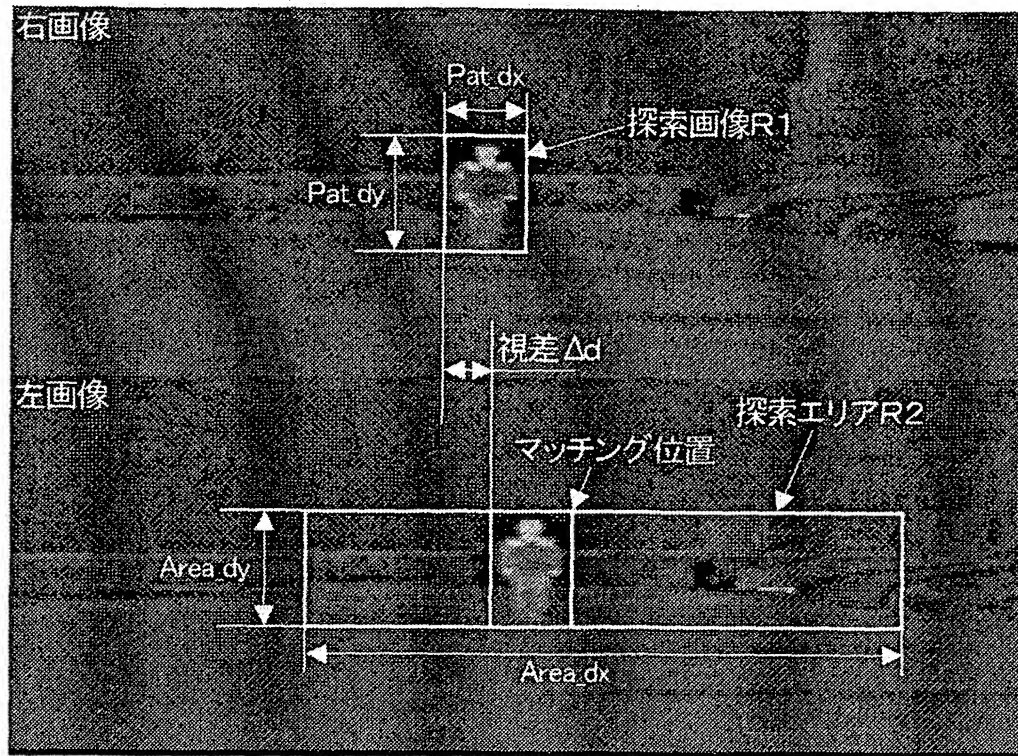 右画像
Pat_dx
探索画像R1
Pat_dy
視差Δd
左画像
探索エリアR2
マッチング位置
Area_dy
Area_dx